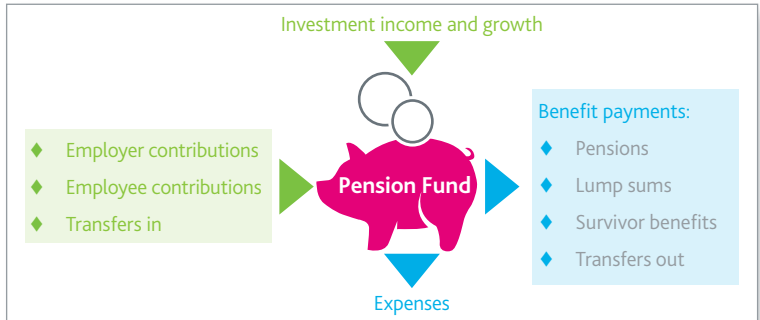 Investment income and growth
♦ Employer contributions
♦ Employee contributions
♦ Transfers in
Pension Fund
Benefit payments:
♦ Pensions
♦ Lump sums
♦ Survivor benefits
♦ Transfers out
Expenses